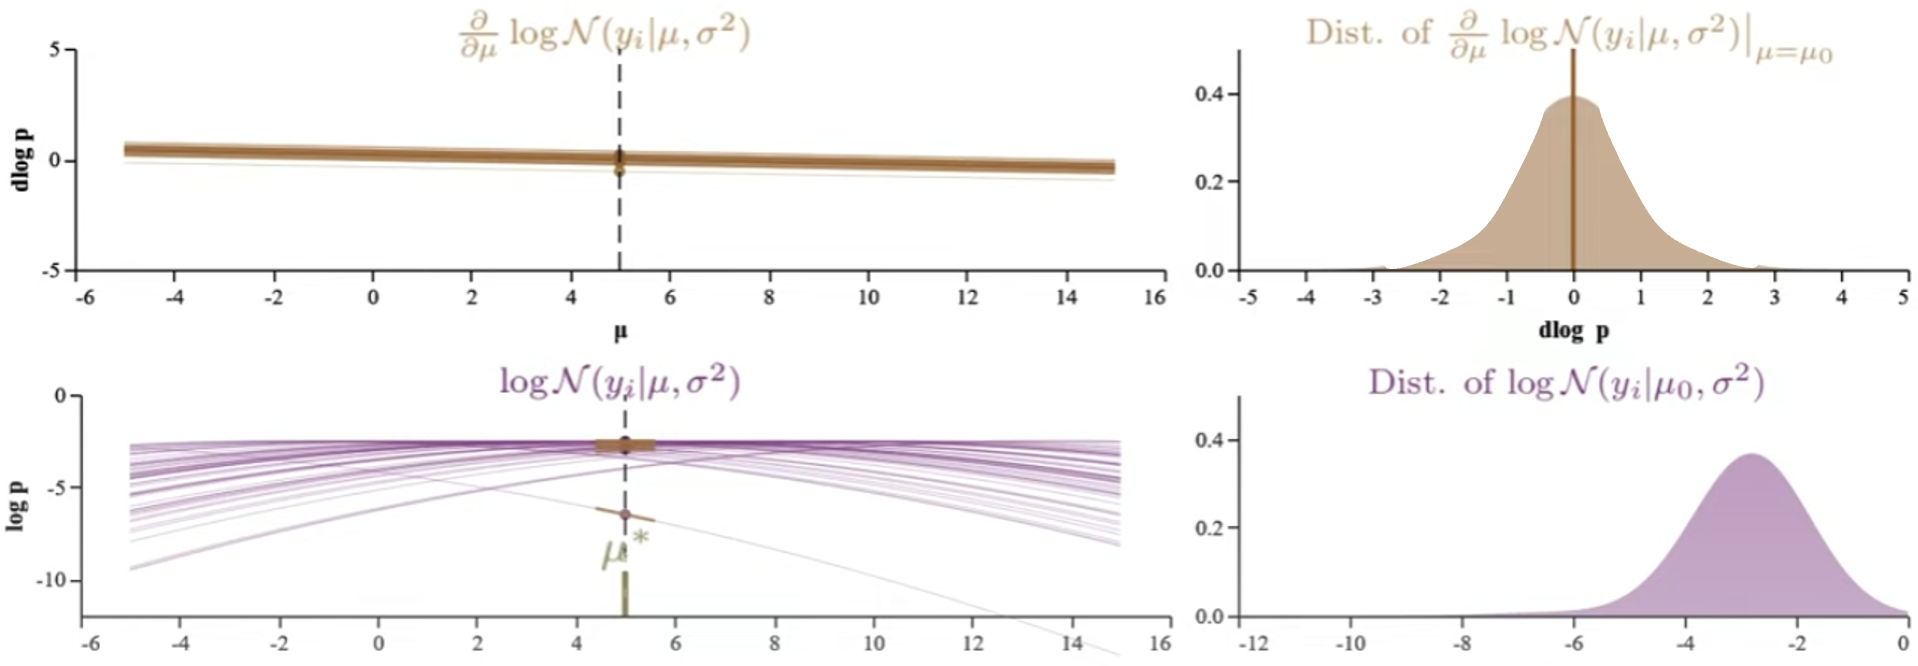 ∂/∂μ log 𝒩(yᵢ|μ, σ²)
5
0
-5
dlog p
-6 -4 -2 0 2 4 6 8 10 12 14 16
μ
Dist. of ∂/∂μ log 𝒩(yᵢ|μ, σ²)|μ=μ₀
0.4
0.2
0.0
-5 -4 -3 -2 -1 0 1 2 3 4 5
dlog p
log 𝒩(yᵢ|μ, σ²)
0
-5
-10
log p
μ*
-6 -4 -2 0 2 4 6 8 10 12 14 16
Dist. of log 𝒩(yᵢ|μ₀, σ²)
0.4
0.2
0.0
-12 -10 -8 -6 -4 -2 0